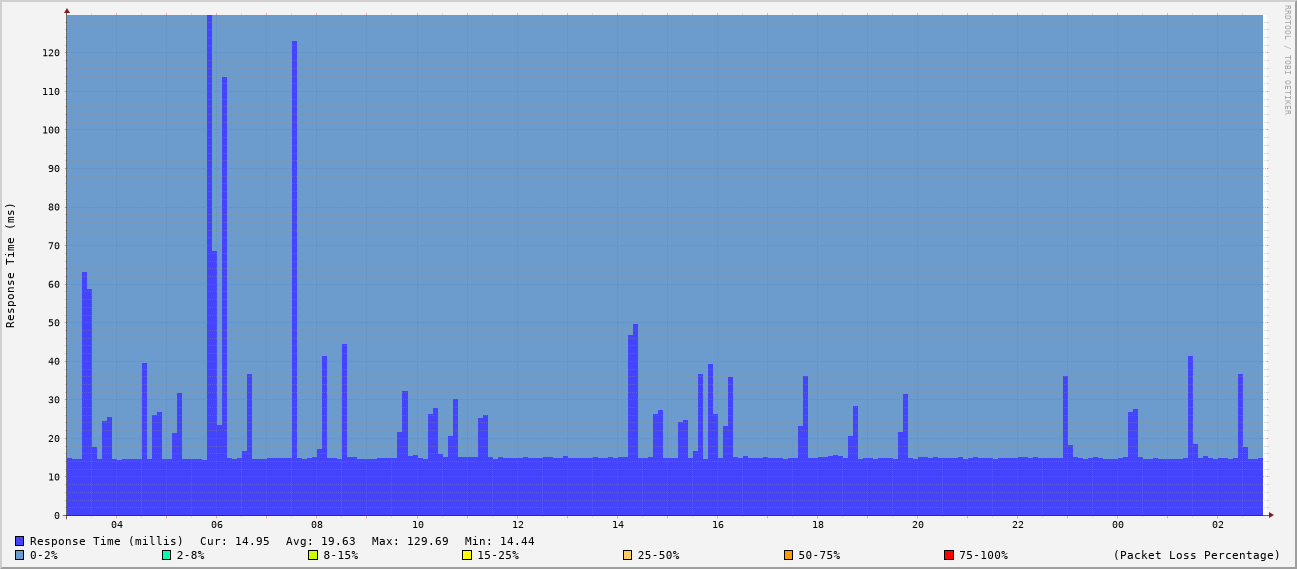 RRDTOOL / TOBI OETIKER
Response Time (ms)
120
110
100
90
80
70
60
50
40
30
20
10
0
04 06 08 10 12 14 16 18 20 22 00 02
Response Time (millis) Cur: 14.95 Avg: 19.63 Max: 129.69 Min: 14.44
0-2% 2-8% 8-15% 15-25% 25-50% 50-75% 75-100% (Packet Loss Percentage)